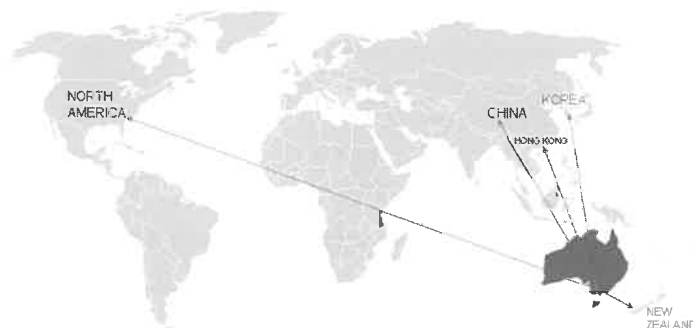 NORTH
AMERICA
CHINA
KOREA
HONG KONG
NEW
ZEALAND